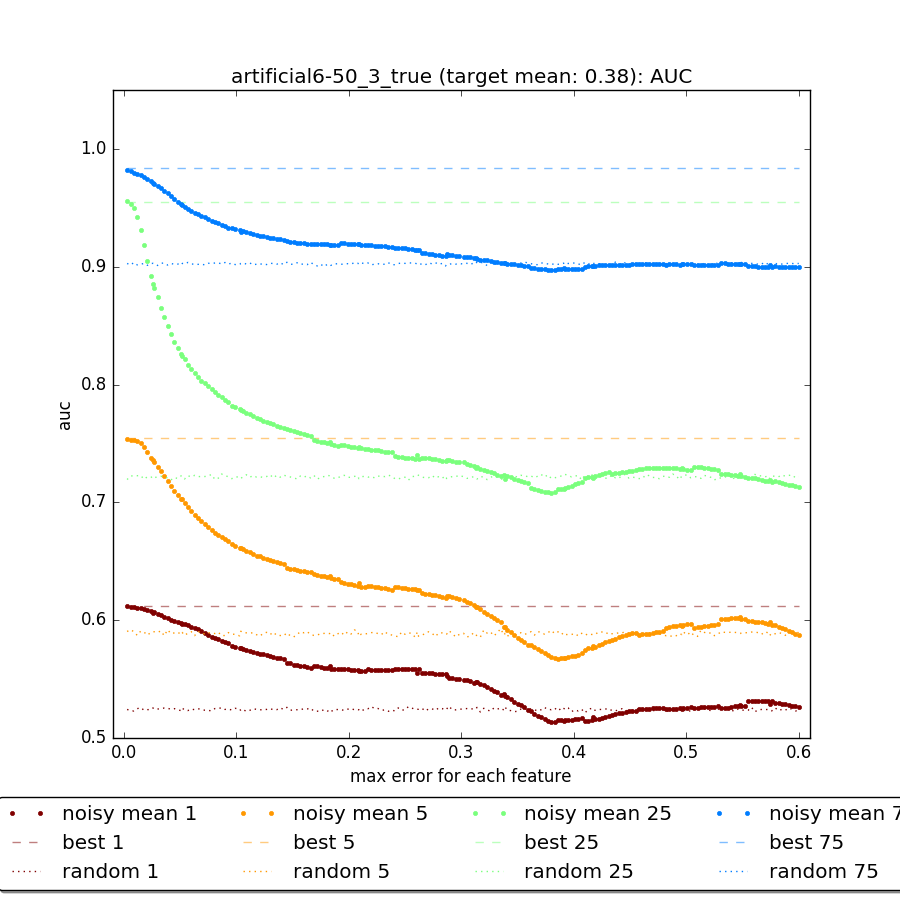 artificial6-50_3_true (target mean: 0.38): AUC
1.0
0.9
0.8
0.7
0.6
0.5
auc
0.0 0.1 0.2 0.3 0.4 0.5 0.6
max error for each feature
noisy mean 1 noisy mean 5 noisy mean 25 noisy mean 7
best 1 best 5 best 25 best 75
random 1 random 5 random 25 random 75